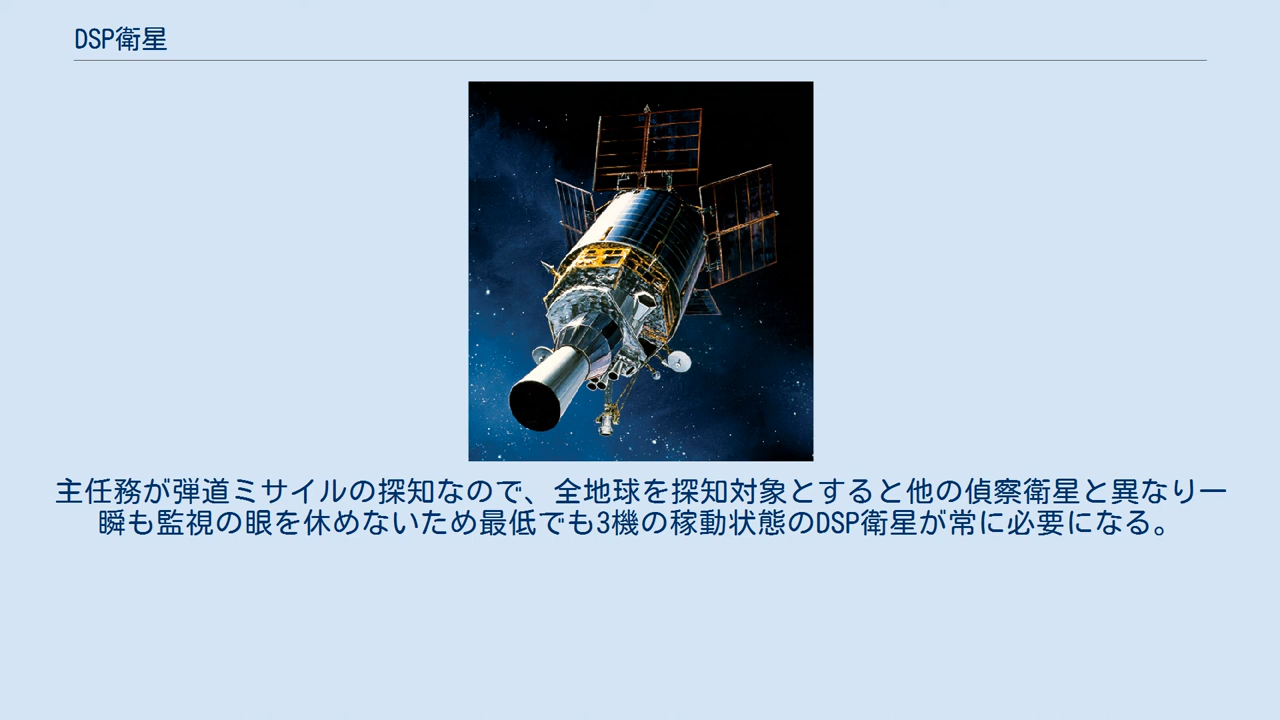 DSP衛星
主任務が弾道ミサイルの探知なので、全地球を探知対象とすると他の偵察衛星と異なり一
瞬も監視の眼を休めないため最低でも3機の稼動状態のDSP衛星が常に必要になる。